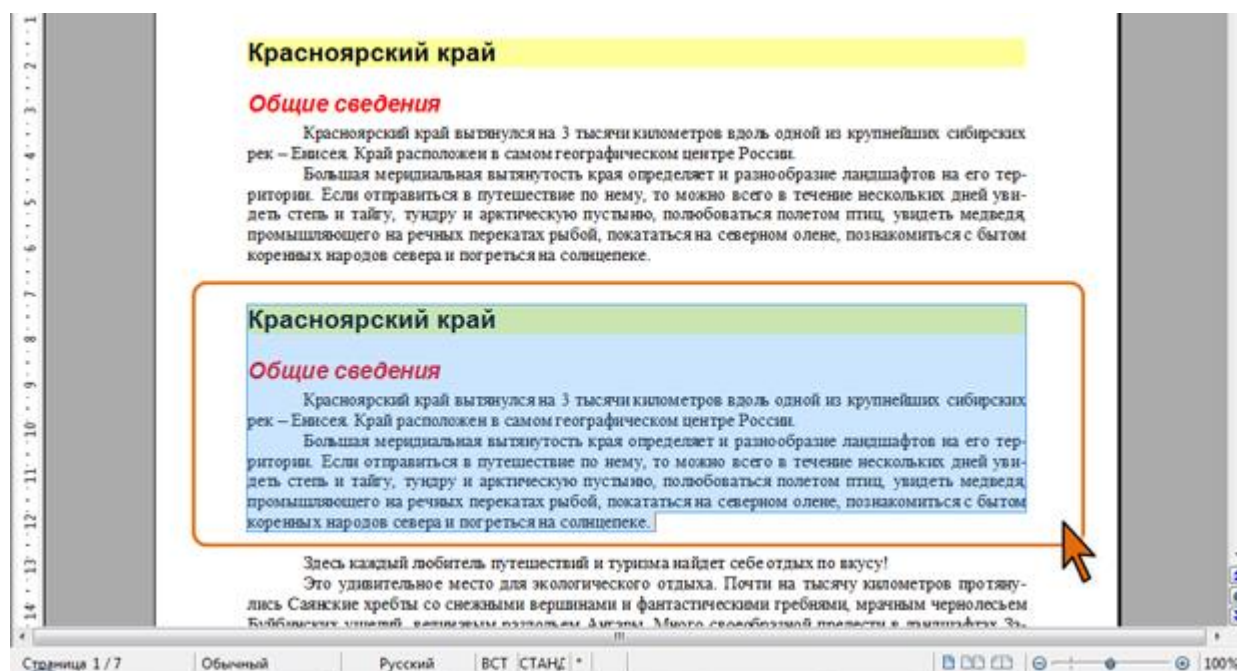 Красноярский край
Общие сведения
Красноярский край вытянулся на 3 тысячи километров вдоль одной из крупнейших сибирских
рек – Енисея. Край расположен в самом географическом центре России.
Большая меридиальная вытянутость края определяет и разнообразие ландшафтов на его тер-
ритории. Если отправиться в путешествие по нему, то можно всего в течение нескольких дней уви-
деть степь и тайгу, тундру и арктическую пустыню, полюбоваться полетом птиц, увидеть медведя,
промышляющего на речных перекатах рыбой, покататься на северном олене, познакомиться с бытом
коренных народов севера и погреться на солнцепеке.
Красноярский край
Общие сведения
Красноярский край вытянулся на 3 тысячи километров вдоль одной из крупнейших сибирских
рек – Енисея. Край расположен в самом географическом центре России.
Большая меридиальная вытянутость края определяет и разнообразие ландшафтов на его тер-
ритории. Если отправиться в путешествие по нему, то можно всего в течение нескольких дней уви-
деть степь и тайгу, тундру и арктическую пустыню, полюбоваться полетом птиц, увидеть медведя,
промышляющего на речных перекатах рыбой, покататься на северном олене, познакомиться с бытом
коренных народов севера и погреться на солнцепеке.
Здесь каждый любитель путешествий и туризма найдет себе отдых по вкусу!
Это удивительное место для экологического отдыха. Почти на тысячу километров протяну-
лись Саянские хребты со снежными вершинами и фантастическими гребнями, мрачным чернолесьем
Страница 1 / 7 Обычный Русский ВСТ СТАНД * 100%